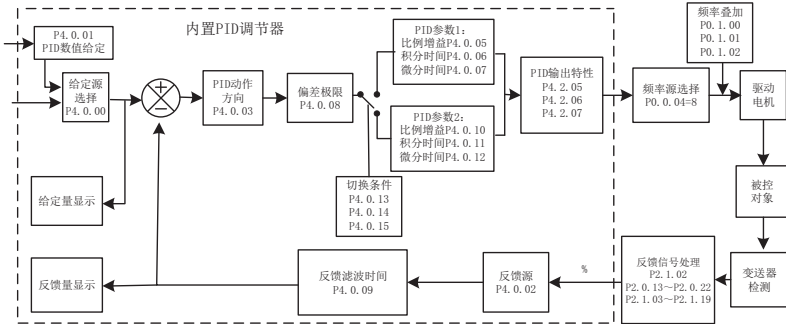 内置PID调节器
P4.0.01
PID数值给定
给定源
选择
P4.0.00
PID动作
方向
P4.0.03
偏差极限
P4.0.08
PID参数1:
比例增益P4.0.05
积分时间P4.0.06
微分时间P4.0.07
PID参数2:
比例增益P4.0.10
积分时间P4.0.11
微分时间P4.0.12
PID输出特性
P4.2.05
P4.2.06
P4.2.07
频率源选择
P0.0.04=8
频率叠加
P0.1.00
P0.1.01
P0.1.02
驱动
电机
切换条件
P4.0.13
P4.0.14
P4.0.15
给定量显示
被控
对象
反馈量显示
反馈滤波时间
P4.0.09
反馈源
P4.0.02
%
反馈信号处理
P2.1.02
P2.0.13～P2.0.22
P2.1.03～P2.1.19
变送器
检测